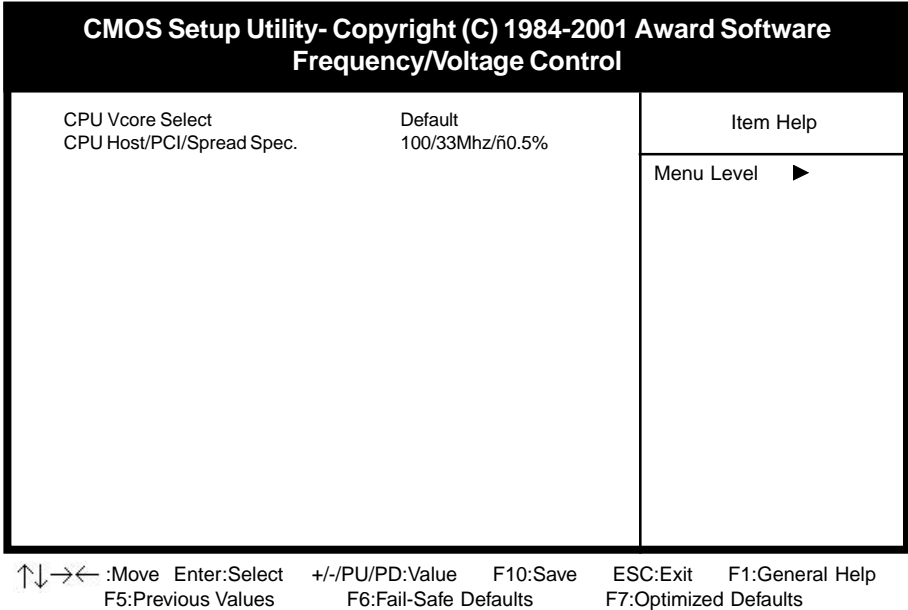 CMOS Setup Utility- Copyright (C) 1984-2001 Award Software
Frequency/Voltage Control
CPU Vcore Select Default
CPU Host/PCI/Spread Spec. 100/33Mhz/ñ0.5%
Item Help
Menu Level ▶
↑↓→← :Move Enter:Select +/-/PU/PD:Value F10:Save ESC:Exit F1:General Help
F5:Previous Values F6:Fail-Safe Defaults F7:Optimized Defaults